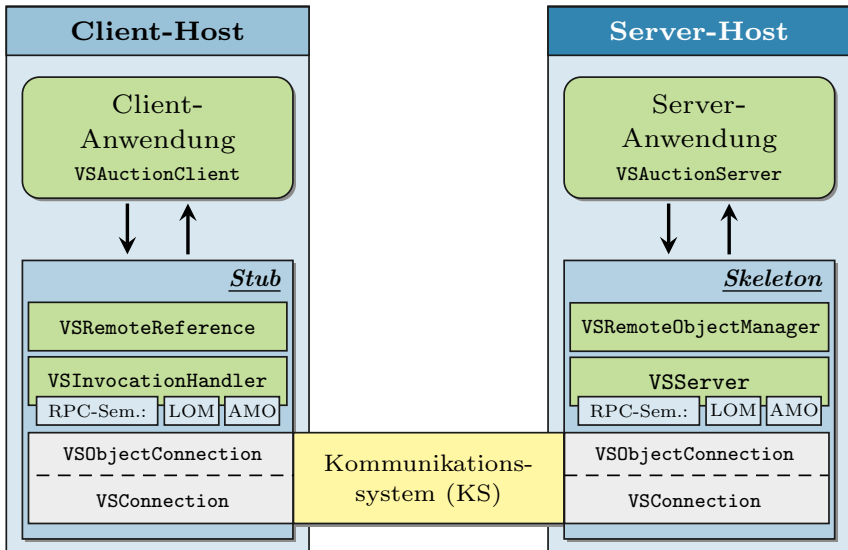 Client-Host
Client-
Anwendung
VSAuctionClient
Stub
VSRemoteReference
VSInvocationHandler
RPC-Sem.: LOM AMO
VSObjectConnection
VSConnection
Kommunikations-
system (KS)
Server-Host
Server-
Anwendung
VSAuctionServer
Skeleton
VSRemoteObjectManager
VSServer
RPC-Sem.: LOM AMO
VSObjectConnection
VSConnection